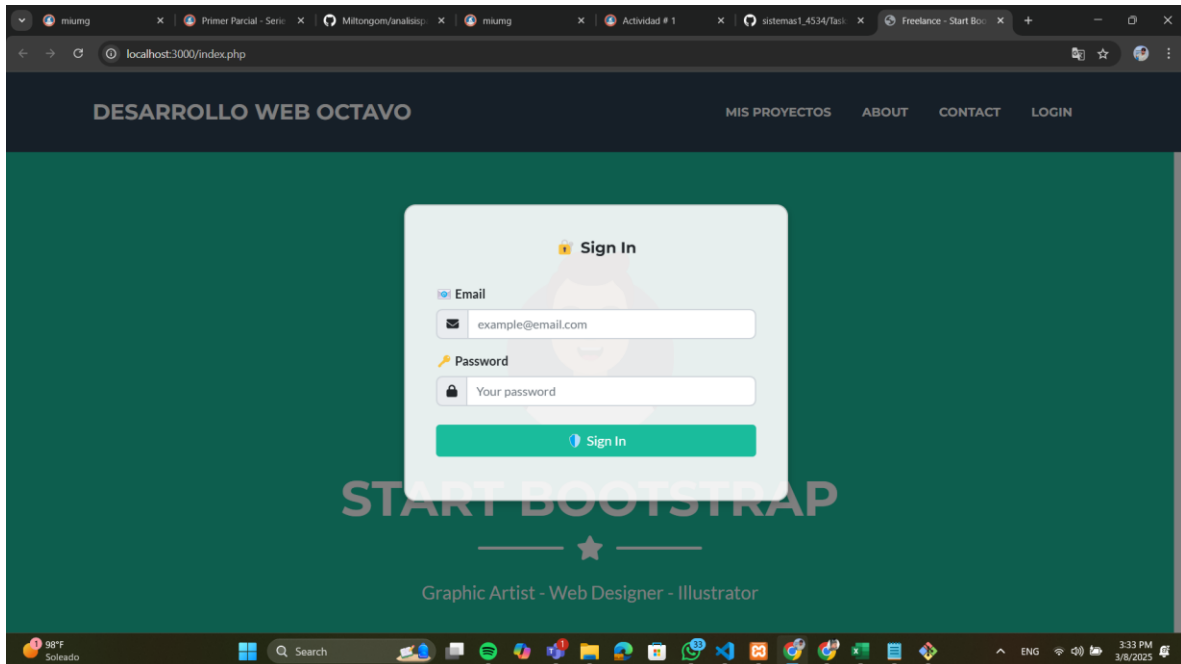 miumg
Primer Parcial - Serie
Miltongom/analisisp
miumg
Actividad # 1
sistemas1_4534/Task
Freelance - Start Boo
localhost:3000/index.php
DESARROLLO WEB OCTAVO
MIS PROYECTOS ABOUT CONTACT LOGIN
Sign In
Email
example@email.com
Password
Your password
Sign In
START BOOTSTRAP
Graphic Artist - Web Designer - Illustrator
1
98°F
Soleado
Search
33
ENG
3:33 PM
3/8/2025